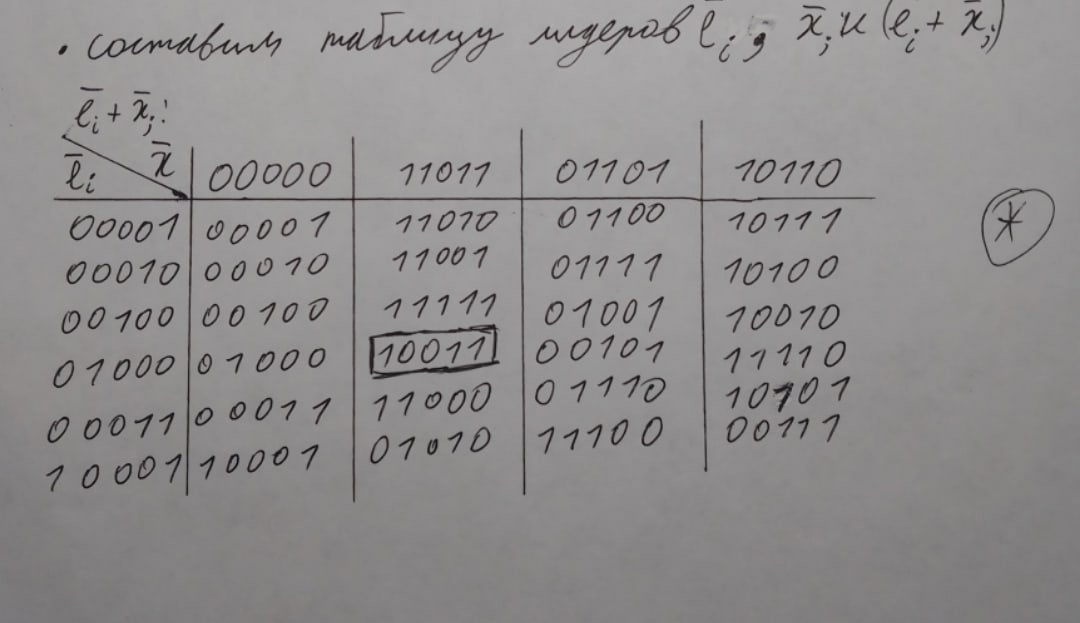 • составим таблицу лидеров l̅ᵢ, x̅ⱼ и (l̅ᵢ + x̅ⱼ)
l̅ᵢ + x̅ⱼ:
l̅ᵢ x̅ 00000 11011 01101 10110
00001 00001 11010 01100 10111
*
00010 00010 11001 01111 10100
00100 00100 11111 01001 10010
01000 01000 10011 00101 11110
00011 00011 11000 01110 10101
10001 10001 01010 11100 00111